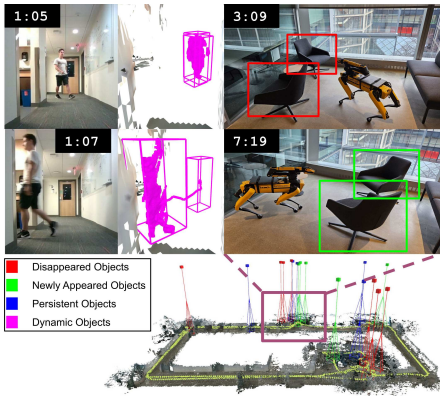 1:05
3:09
1:07
7:19
Disappeared Objects
Newly Appeared Objects
Persistent Objects
Dynamic Objects